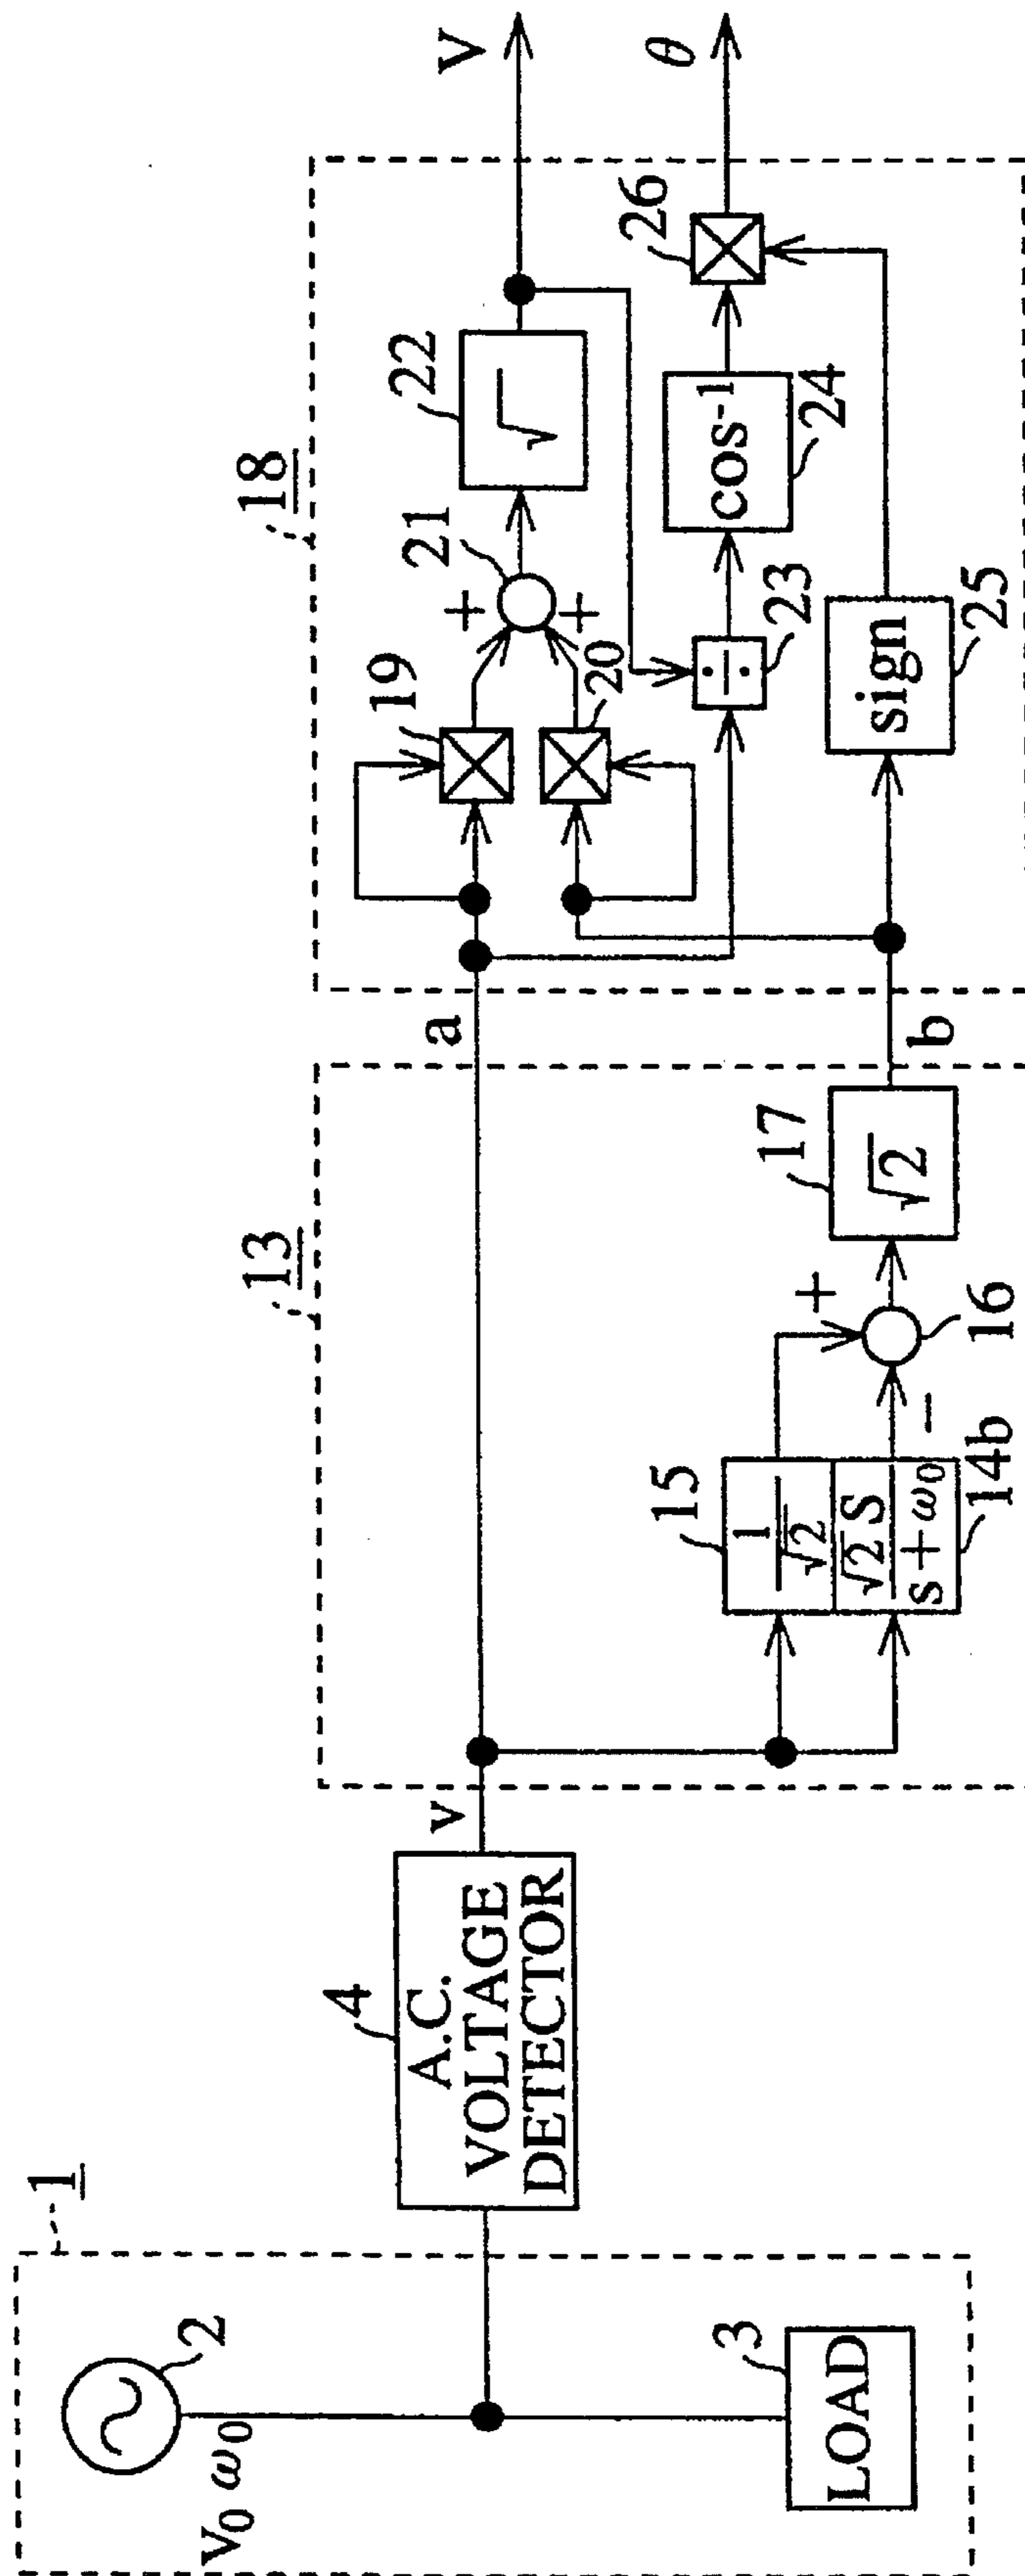 1
2
V₀ ω₀
3
LOAD
4
A.C.
VOLTAGE
DETECTOR
v
13
15
1
√2
√2 S
s + ω₀
14b
+
−
16
17
√2
a
b
18
19
20
+
+
21
22
√
23
÷
cos⁻¹
24
sign
25
26
V
θ